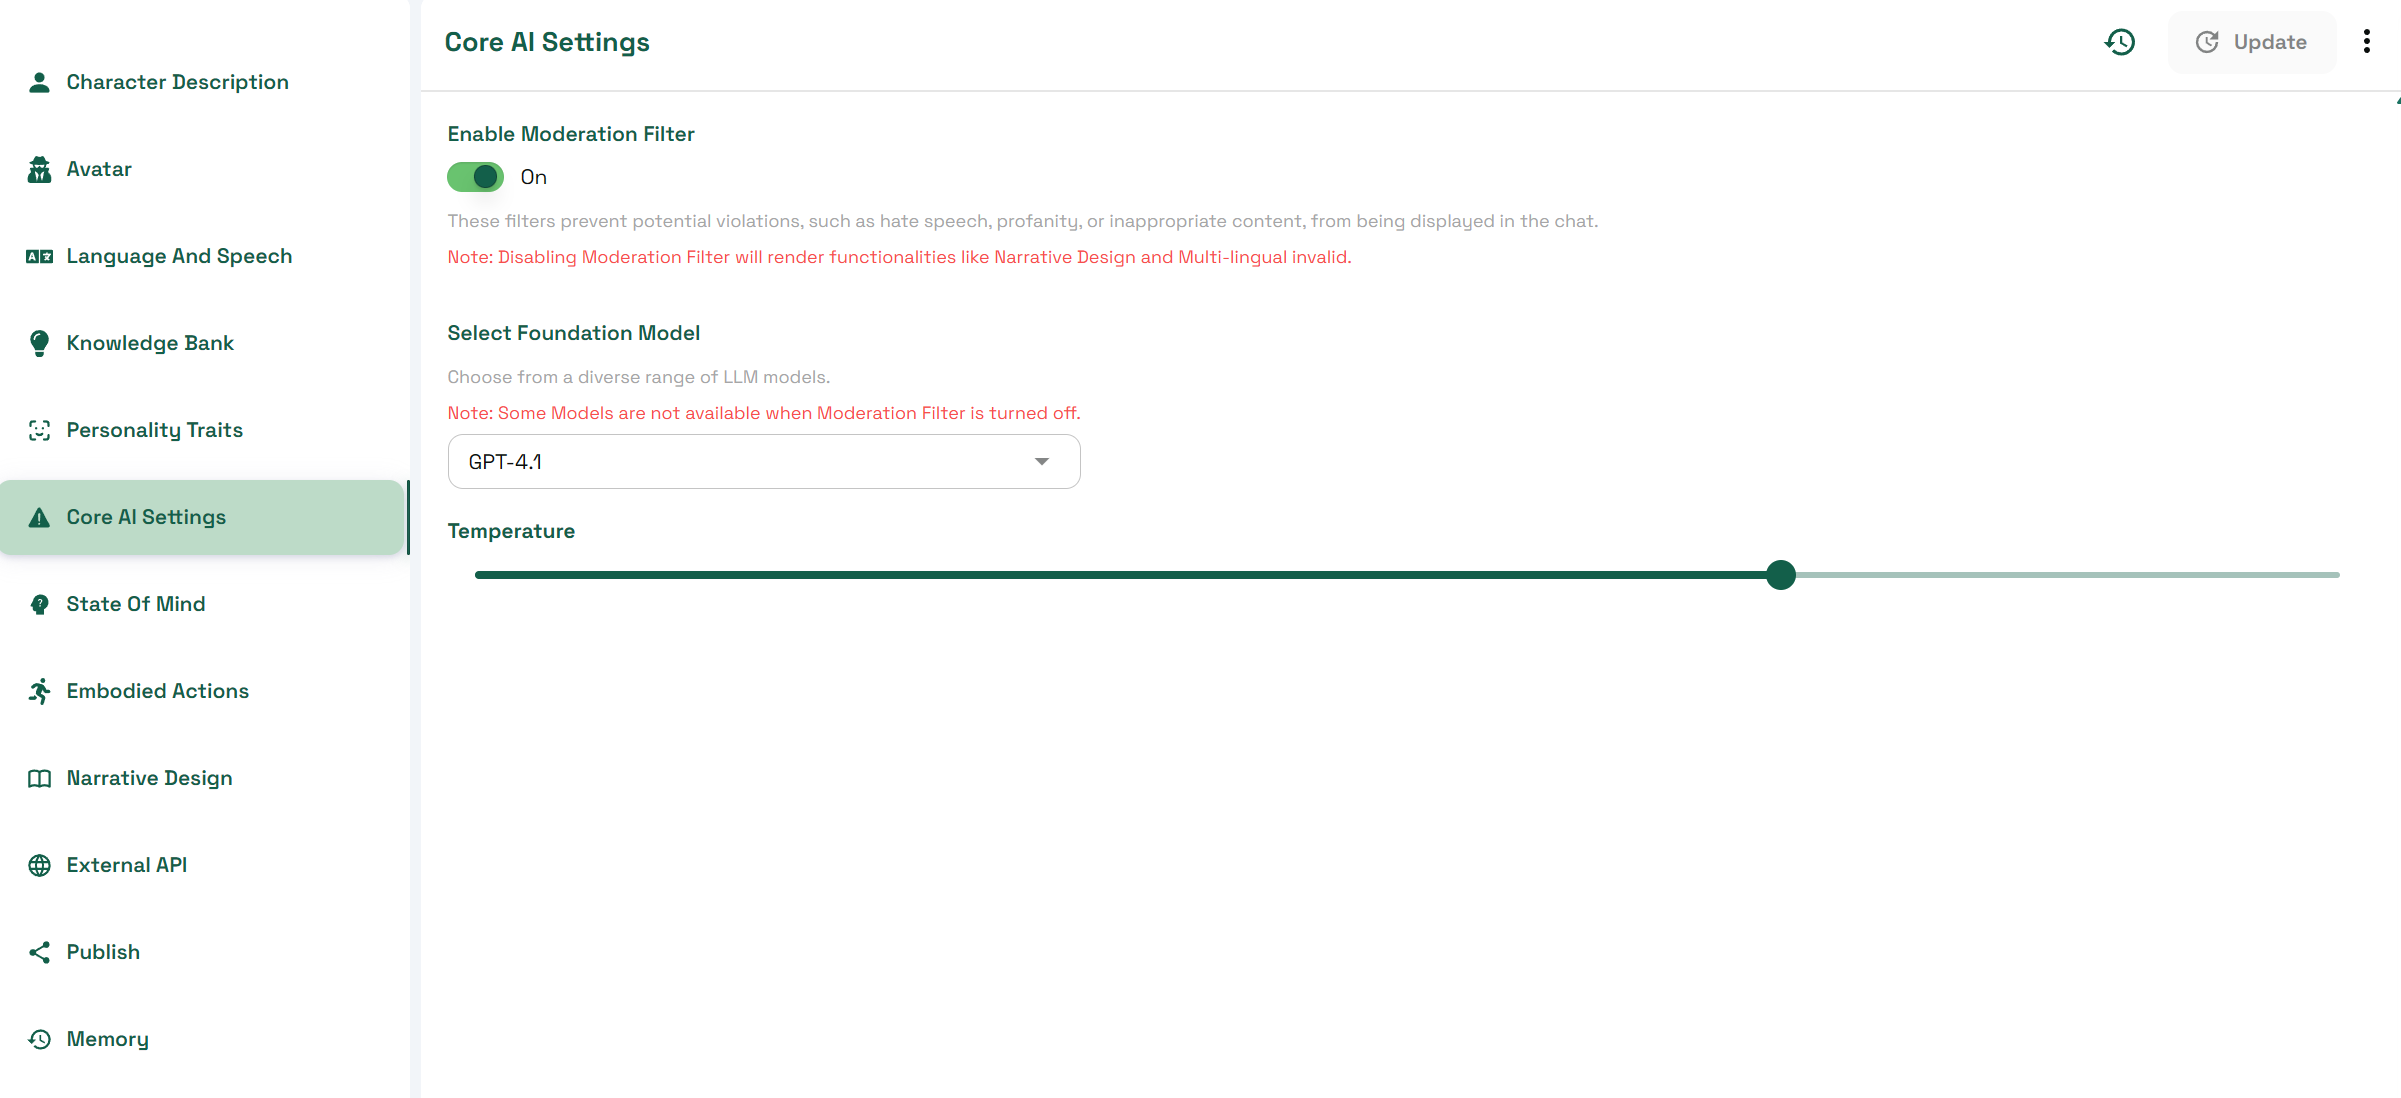 Character Description
Avatar
Language And Speech
Knowledge Bank
Personality Traits
Core AI Settings
State Of Mind
Embodied Actions
Narrative Design
External API
Publish
Memory
Core AI Settings
Update
Enable Moderation Filter
On
These filters prevent potential violations, such as hate speech, profanity, or inappropriate content, from being displayed in the chat.
Note: Disabling Moderation Filter will render functionalities like Narrative Design and Multi-lingual invalid.
Select Foundation Model
Choose from a diverse range of LLM models.
Note: Some Models are not available when Moderation Filter is turned off.
GPT-4.1
Temperature